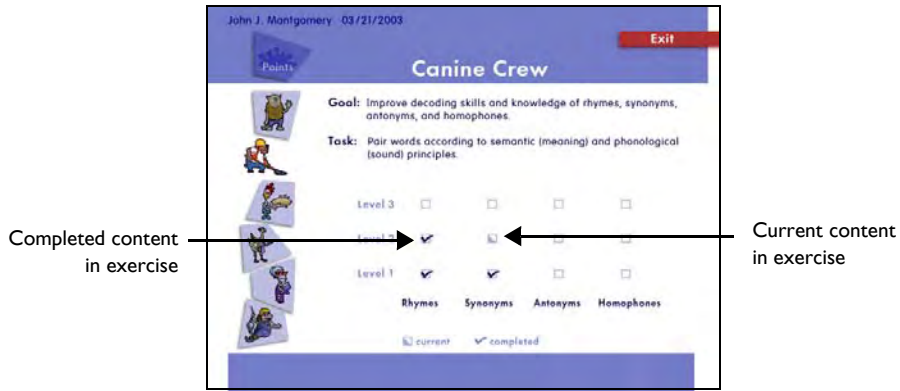 John J. Montgomery 03/21/2003
Exit
Points
Canine Crew
Goal: Improve decoding skills and knowledge of rhymes, synonyms,
antonyms, and homophones.
Task: Pair words according to semantic (meaning) and phonological
(sound) principles.
Level 3
Completed content
in exercise
Level 2
Current content
in exercise
Level 1
Rhymes Synonyms Antonyms Homophones
current completed